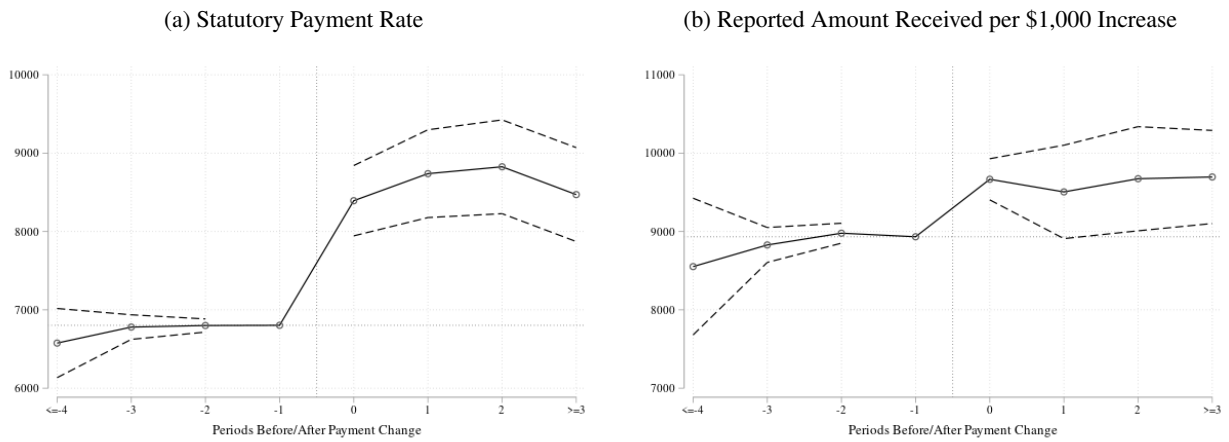 (a) Statutory Payment Rate
10000
9000
8000
7000
6000
<=-4 -3 -2 -1 0 1 2 >=3
Periods Before/After Payment Change
(b) Reported Amount Received per $1,000 Increase
11000
10000
9000
8000
7000
<=-4 -3 -2 -1 0 1 2 >=3
Periods Before/After Payment Change